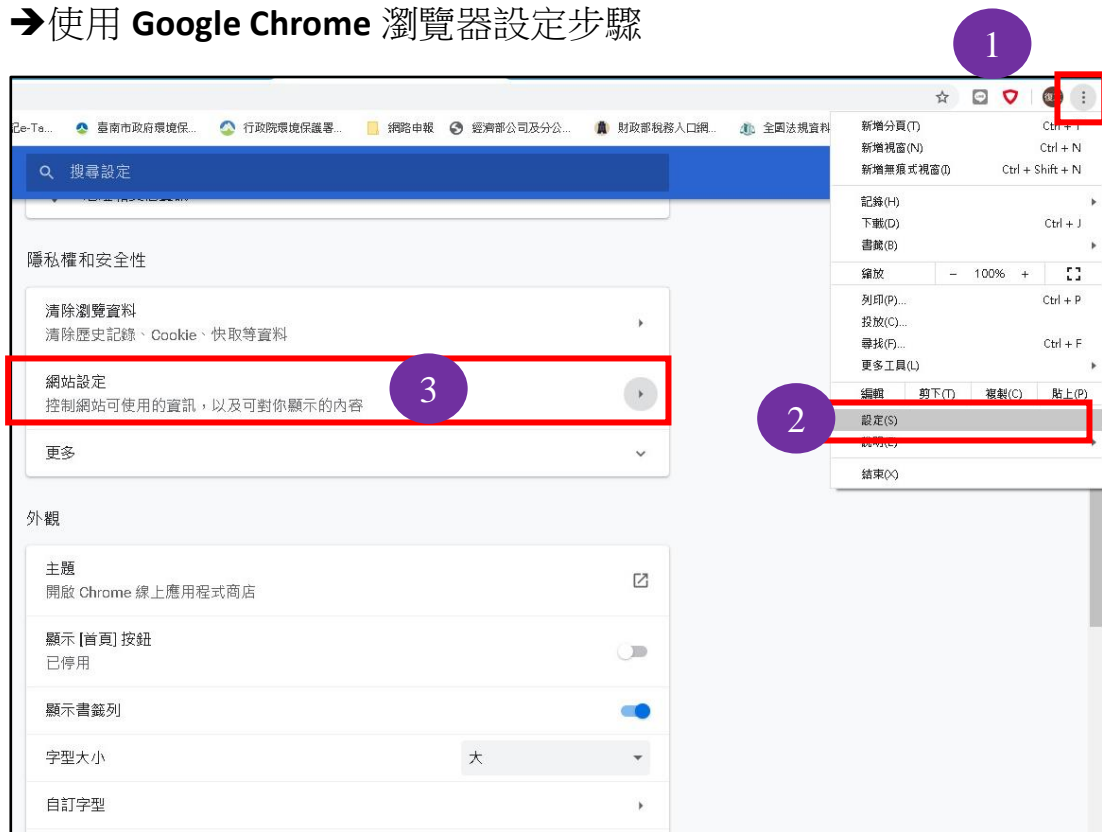 ➔使用 Google Chrome 瀏覽器設定步驟
1
臺南市政府環境保...
行政院環境保護署...
網路申報
經濟部公司及分公...
財政部稅務入口網...
全國法規資料
搜尋設定
隱私權和安全性
清除瀏覽資料
清除歷史記錄、Cookie、快取等資料
網站設定
控制網站可使用的資訊,以及可對你顯示的內容
3
更多
外觀
主題
開啟 Chrome 線上應用程式商店
顯示 [首頁] 按鈕
已停用
顯示書籤列
字型大小
大
自訂字型
新增分頁(T)
新增視窗(N) Ctrl + N
新增無痕式視窗(I) Ctrl + Shift + N
記錄(H)
下載(D) Ctrl + J
書籤(B)
縮放 − 100% +
列印(P)... Ctrl + P
投放(C)...
尋找(F)... Ctrl + F
更多工具(L)
編輯 剪下(T) 複製(C) 貼上(P)
2
設定(S)
結束(X)